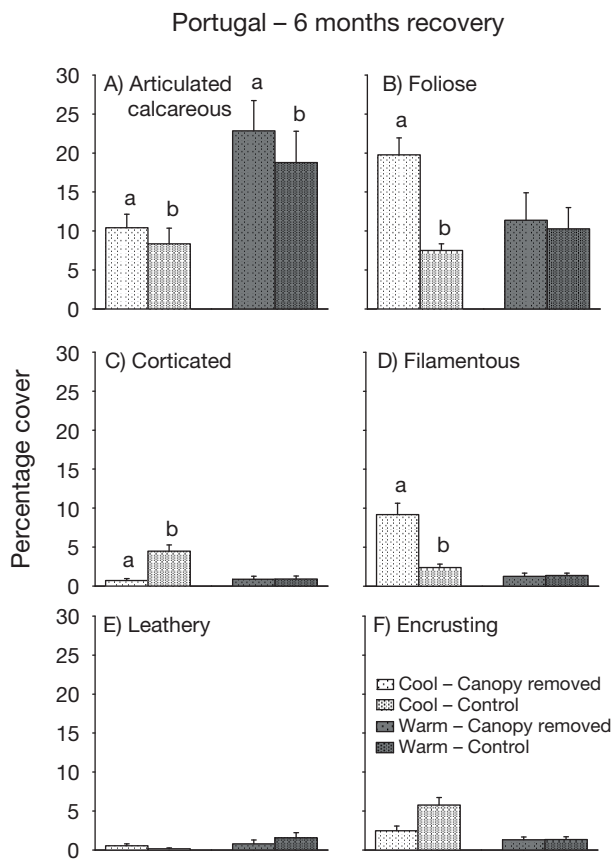 Portugal – 6 months recovery
Percentage cover
A) Articulated
calcareous
30
25
20
15
10
5
0
a
b
a
b
B) Foliose
a
b
C) Corticated
30
25
20
15
10
5
0
a
b
D) Filamentous
a
b
E) Leathery
30
25
20
15
10
5
0
F) Encrusting
Cool – Canopy removed
Cool – Control
Warm – Canopy removed
Warm – Control